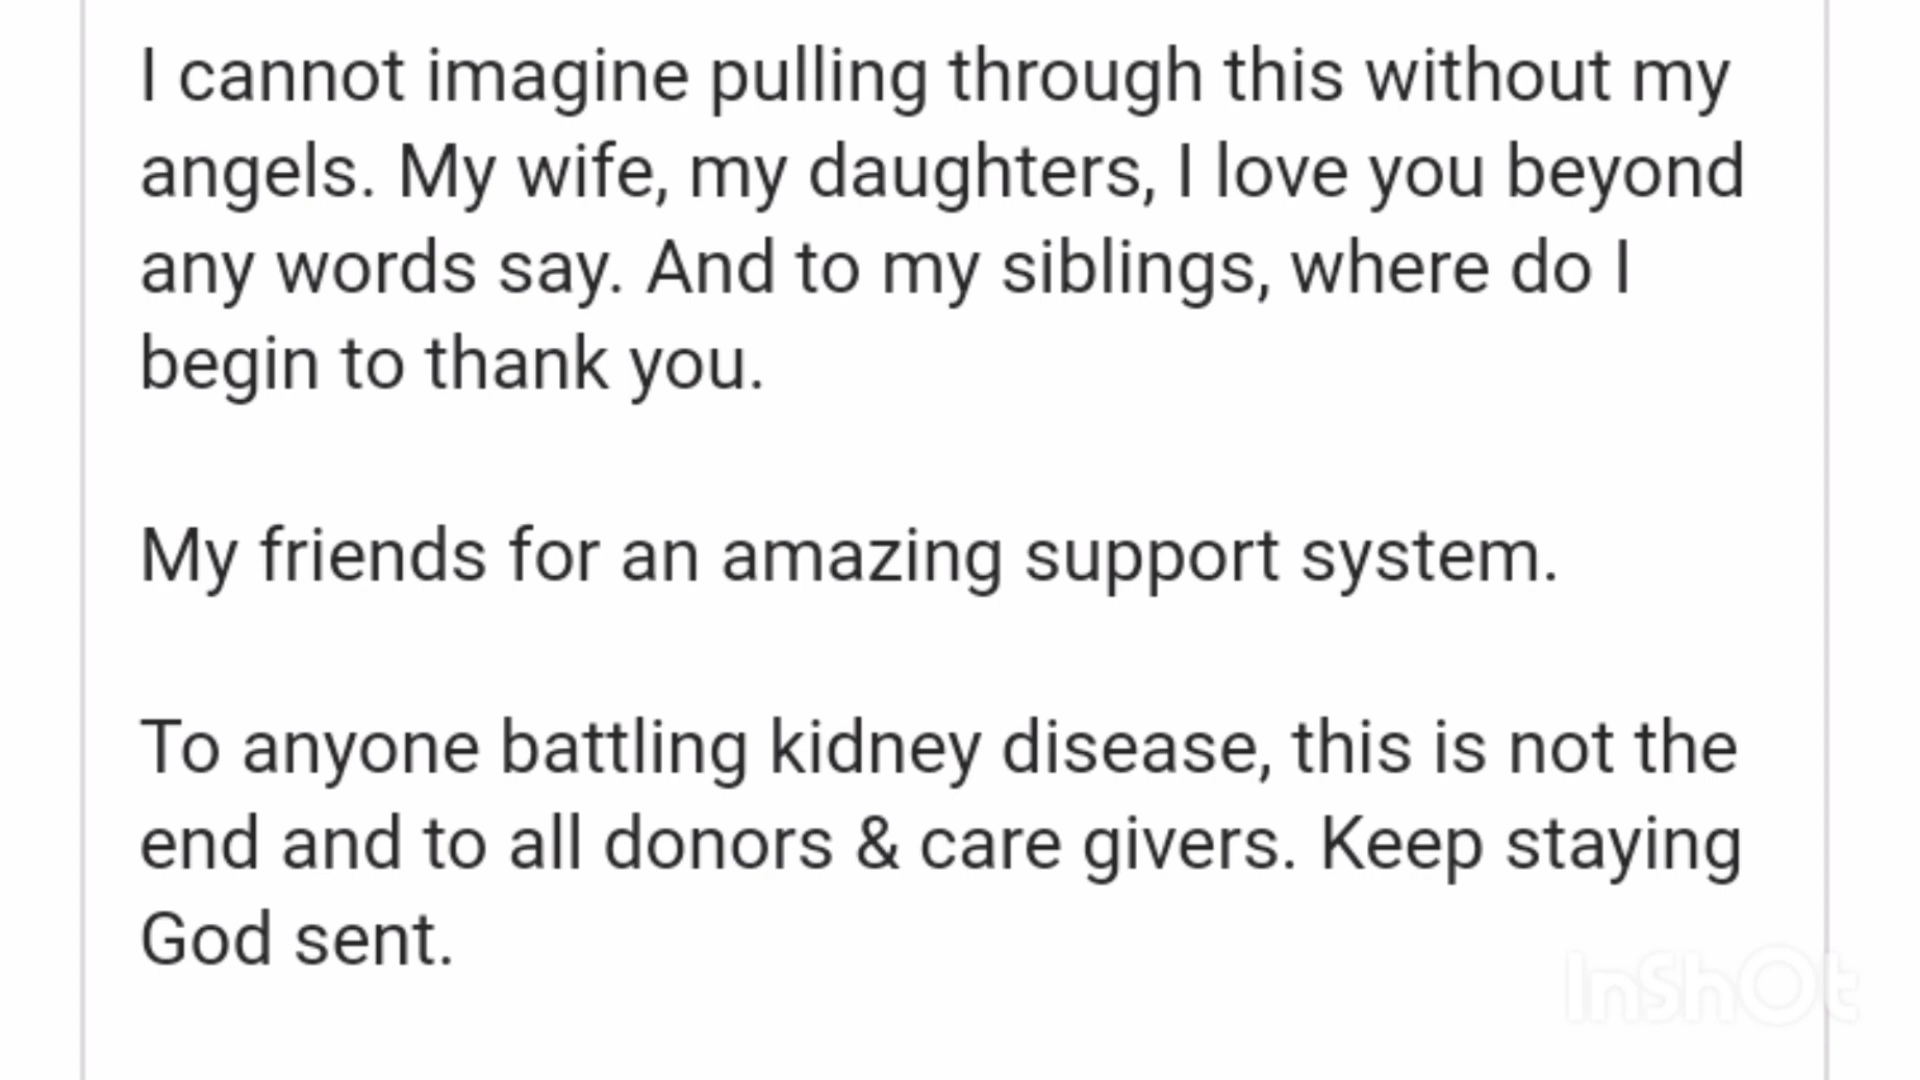 I cannot imagine pulling through this without my
angels. My wife, my daughters, I love you beyond
any words say. And to my siblings, where do I
begin to thank you.
My friends for an amazing support system.
To anyone battling kidney disease, this is not the
end and to all donors & care givers. Keep staying
God sent.
InShOt